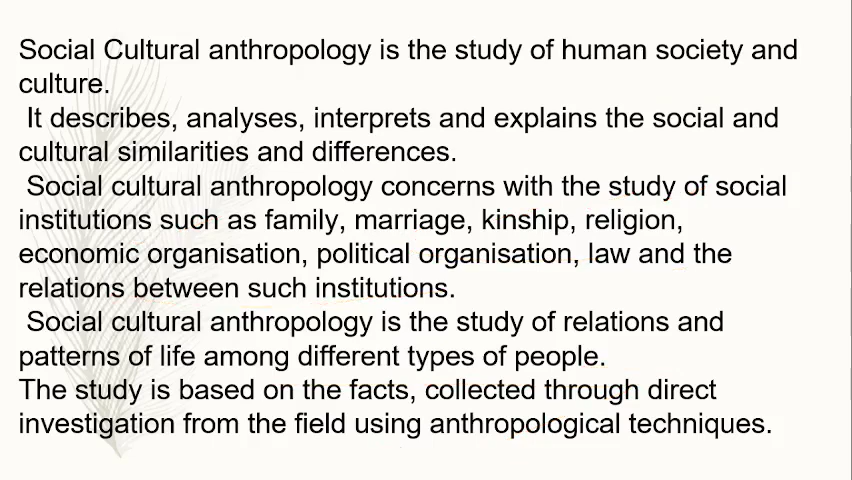 Social Cultural anthropology is the study of human society and
culture.
It describes, analyses, interprets and explains the social and
cultural similarities and differences.
Social cultural anthropology concerns with the study of social
institutions such as family, marriage, kinship, religion,
economic organisation, political organisation, law and the
relations between such institutions.
Social cultural anthropology is the study of relations and
patterns of life among different types of people.
The study is based on the facts, collected through direct
investigation from the field using anthropological techniques.